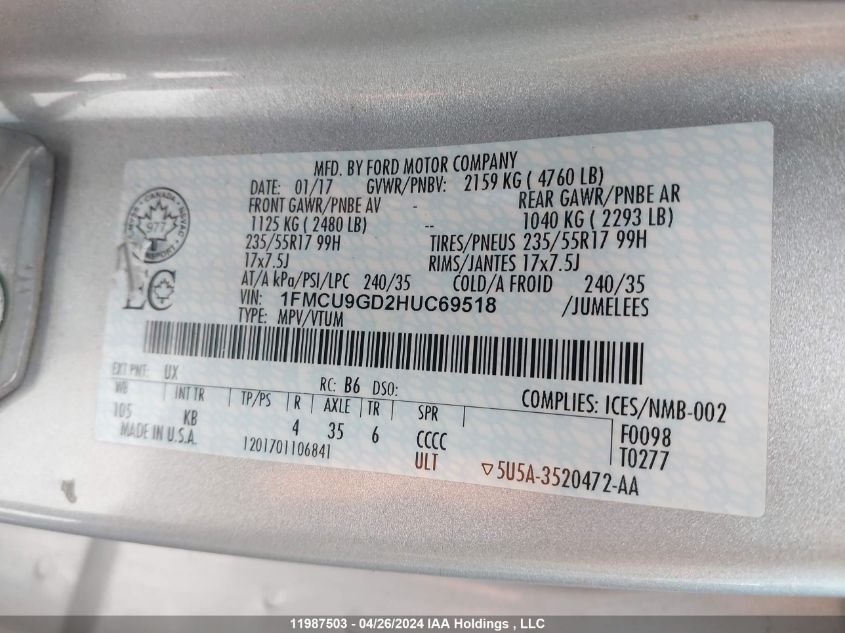 MFD. BY FORD MOTOR COMPANY
DATE: 01/17 GVWR/PNBV: 2159 KG ( 4760 LB)
FRONT GAWR/PNBE AV - REAR GAWR/PNBE AR
1125 KG ( 2480 LB) -- 1040 KG ( 2293 LB)
235/55R17 99H TIRES/PNEUS 235/55R17 99H
17x7.5J RIMS/JANTES 17x7.5J
AT/A kPa/PSI/LPC 240/35 COLD/A FROID 240/35
VIN: 1FMCU9GD2HUC69518 /JUMELEES
TYPE: MPV/VTUM
CANADA
977
EC
EXT PNT: UX RC: B6 DSO:
WB INT TR TP/PS R AXLE TR SPR COMPLIES: ICES/NMB-002
105 KB 4 35 6 CCCC F0098
MADE IN U.S.A. 1201701106841 ULT T0277
5U5A-3520472-AA
11987503 - 04/26/2024 IAA Holdings , LLC